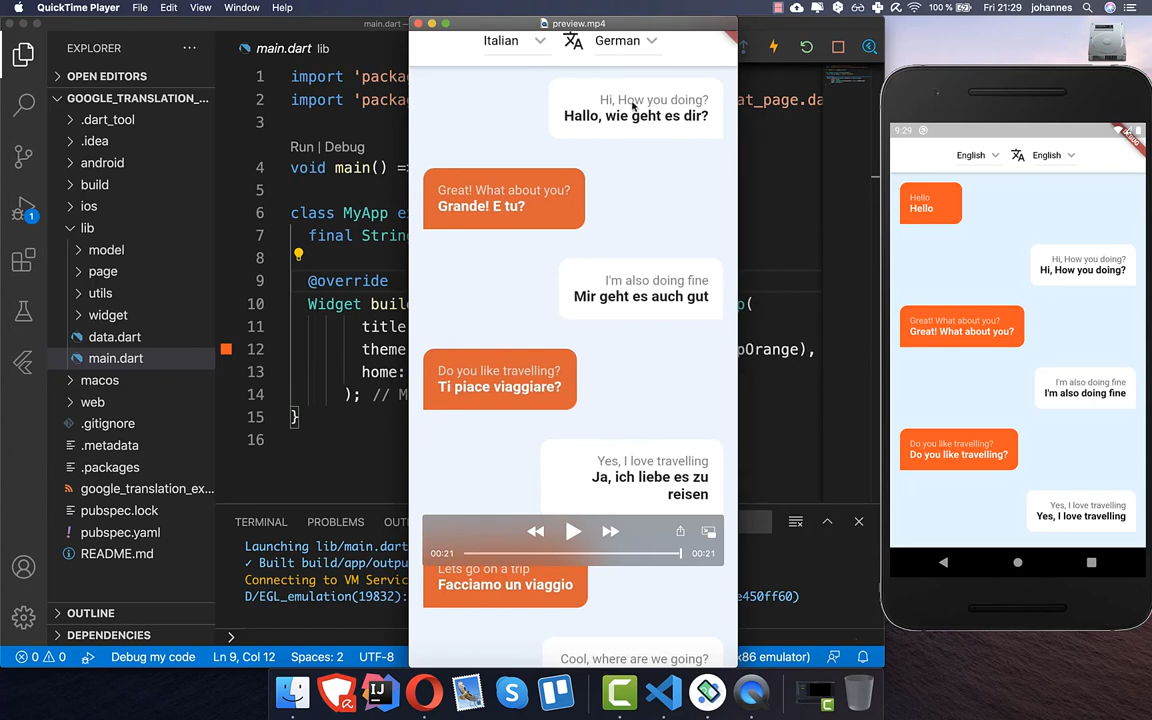 QuickTime Player File Edit View Window Help
100 % Fri 21:29 johannes
EXPLORER
OPEN EDITORS
GOOGLE_TRANSLATION_...
.dart_tool
.idea
android
build
ios
lib
model
page
utils
widget
data.dart
main.dart
macos
web
.gitignore
.metadata
.packages
google_translation_ex...
pubspec.lock
pubspec.yaml
README.md
OUTLINE
DEPENDENCIES
1
main.dart —
main.dart lib
1 import 'packa
2 import 'packa at_page.da
3
Run | Debug
4 void main() =>
5
6 class MyApp e
7 final Strin
8
9 @override
10 Widget buil p(
11 title
12 theme pOrange),
13 home:
14 ); // M
15 }
16
TERMINAL PROBLEMS OUT
Launching lib/main.dart
✓ Built build/app/outpu
Connecting to VM Servic
D/EGL_emulation(19832): e450ff60)
0 0 Debug my code Ln 9, Col 12 Spaces: 2 UTF-8 x86 emulator)
preview.mp4
Italian German
Hi, How you doing?
Hallo, wie geht es dir?
Great! What about you?
Grande! E tu?
I'm also doing fine
Mir geht es auch gut
Do you like travelling?
Ti piace viaggiare?
Yes, I love travelling
Ja, ich liebe es zu
reisen
00:21 00:21
Lets go on a trip
Facciamo un viaggio
Cool, where are we going?
9:29
English English
Hello
Hello
Hi, How you doing?
Hi, How you doing?
Great! What about you?
Great! What about you?
I'm also doing fine
I'm also doing fine
Do you like travelling?
Do you like travelling?
Yes, I love travelling
Yes, I love travelling